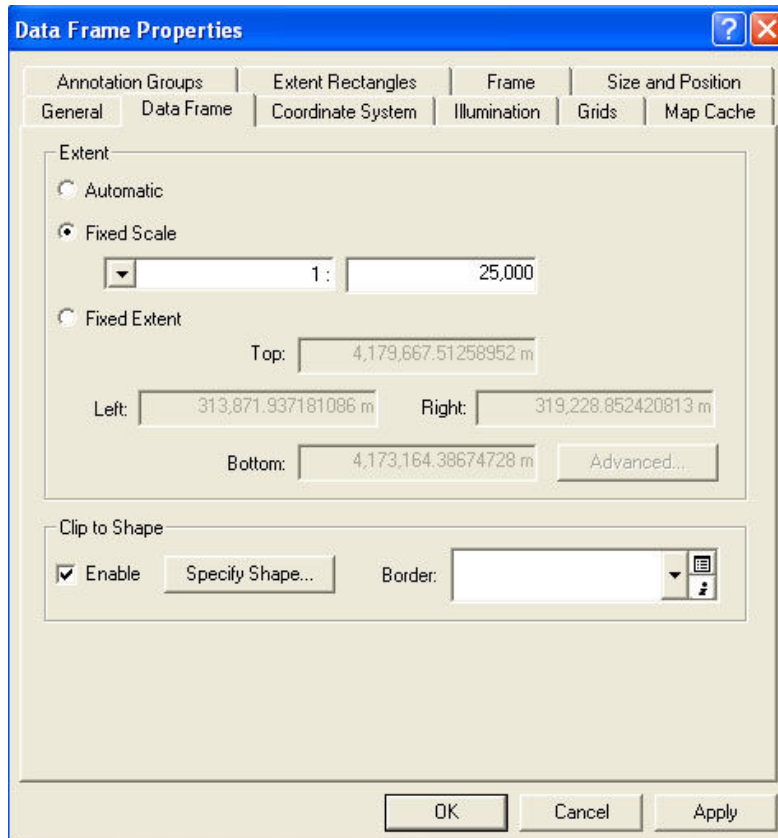 Data Frame Properties
Annotation Groups Extent Rectangles Frame Size and Position
General Data Frame Coordinate System Illumination Grids Map Cache
Extent
Automatic
Fixed Scale
1 : 25,000
Fixed Extent
Top: 4,179,667.51258952 m
Left: 313,871.937181086 m Right: 319,228.852420813 m
Bottom: 4,173,164.38674728 m Advanced...
Clip to Shape
Enable Specify Shape... Border:
OK Cancel Apply